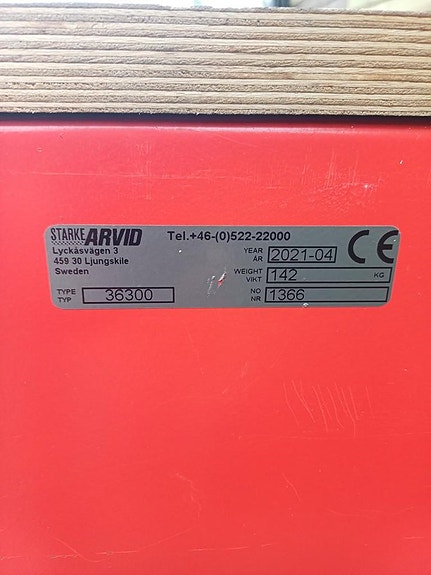 STARKE ARVID
Lyckåsvägen 3
459 30 Ljungskile
Sweden
TYPE
TYP
36300
Tel.+46-(0)522-22000
YEAR
ÅR
2021-04
CE
WEIGHT
VIKT
142
KG
NO
NR
1366